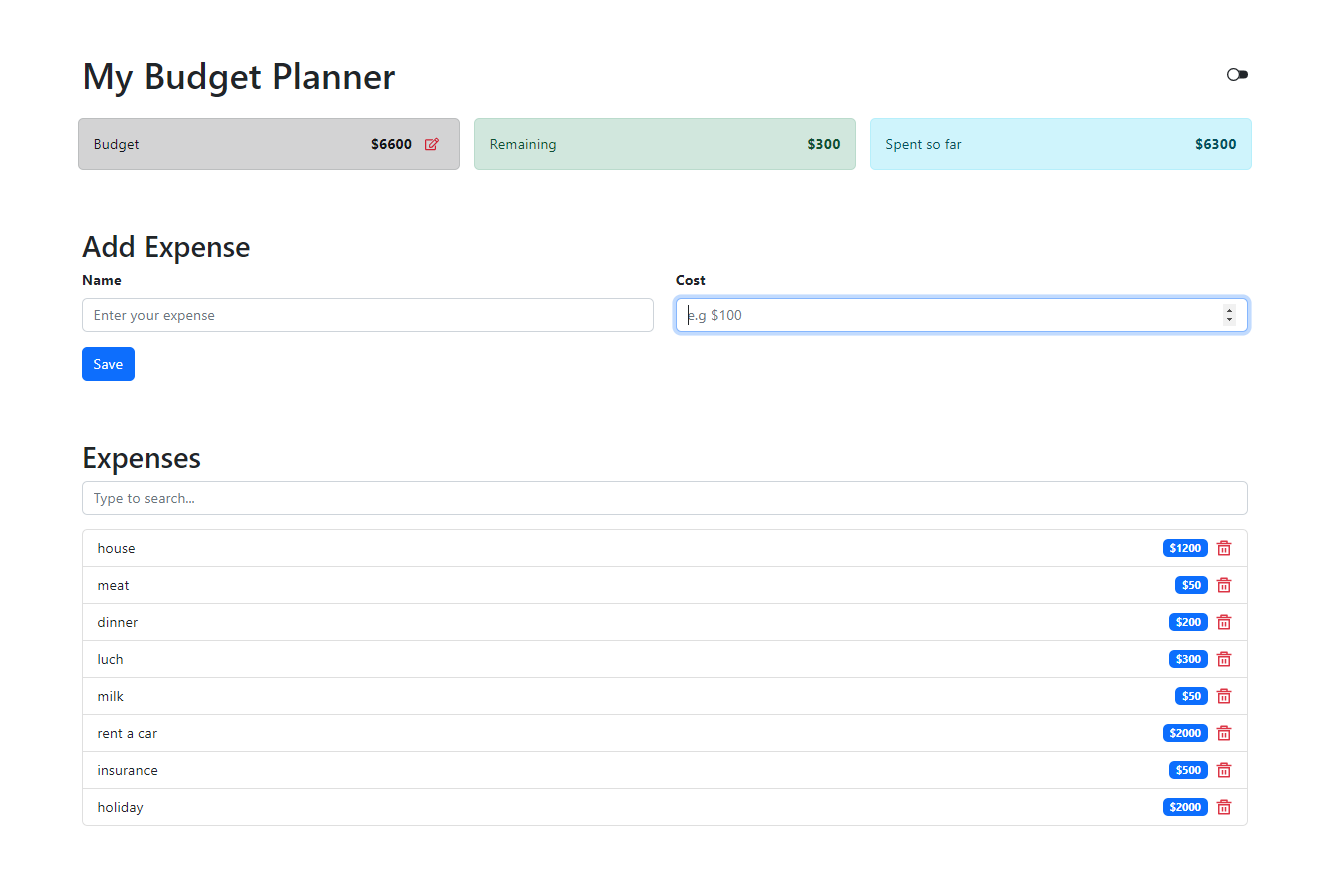 My Budget Planner
Budget $6600
Remaining $300
Spent so far $6300
Add Expense
Name
Cost
Enter your expense
e.g $100
Save
Expenses
Type to search...
house $1200
meat $50
dinner $200
luch $300
milk $50
rent a car $2000
insurance $500
holiday $2000